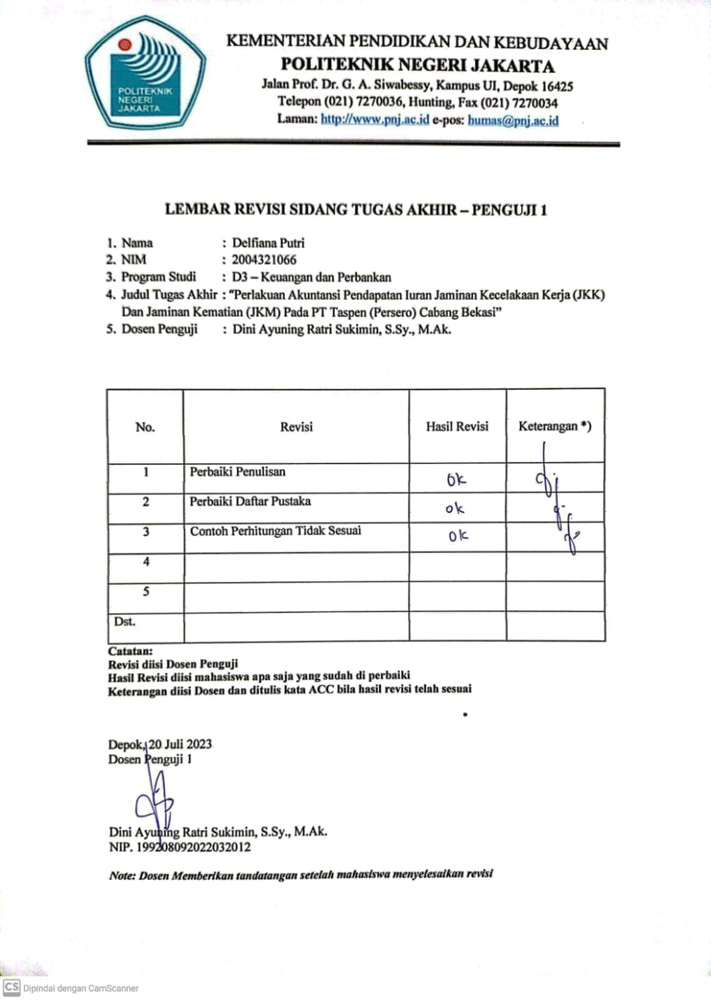 POLITEKNIK
NEGERI
JAKARTA
KEMENTERIAN PENDIDIKAN DAN KEBUDAYAAN
POLITEKNIK NEGERI JAKARTA
Jalan Prof. Dr. G. A. Siwabessy, Kampus UI, Depok 16425
Telepon (021) 7270036, Hunting, Fax (021) 7270034
Laman: http://www.pnj.ac.id e-pos: humas@pnj.ac.id
LEMBAR REVISI SIDANG TUGAS AKHIR – PENGUJI 1
1. Nama : Delfiana Putri
2. NIM : 2004321066
3. Program Studi : D3 – Keuangan dan Perbankan
4. Judul Tugas Akhir : “Perlakuan Akuntansi Pendapatan Iuran Jaminan Kecelakaan Kerja (JKK)
Dan Jaminan Kematian (JKM) Pada PT Taspen (Persero) Cabang Bekasi”
5. Dosen Penguji : Dini Ayuning Ratri Sukimin, S.Sy., M.Ak.
No. Revisi Hasil Revisi Keterangan *)
1 Perbaiki Penulisan ok
2 Perbaiki Daftar Pustaka ok
3 Contoh Perhitungan Tidak Sesuai ok
4
5
Dst.
Catatan:
Revisi diisi Dosen Penguji
Hasil Revisi diisi mahasiswa apa saja yang sudah di perbaiki
Keterangan diisi Dosen dan ditulis kata ACC bila hasil revisi telah sesuai
Depok, 20 Juli 2023
Dosen Penguji 1
Dini Ayuning Ratri Sukimin, S.Sy., M.Ak.
NIP. 199208092022032012
Note: Dosen Memberikan tandatangan setelah mahasiswa menyelesaikan revisi
CS Dipindai dengan CamScanner